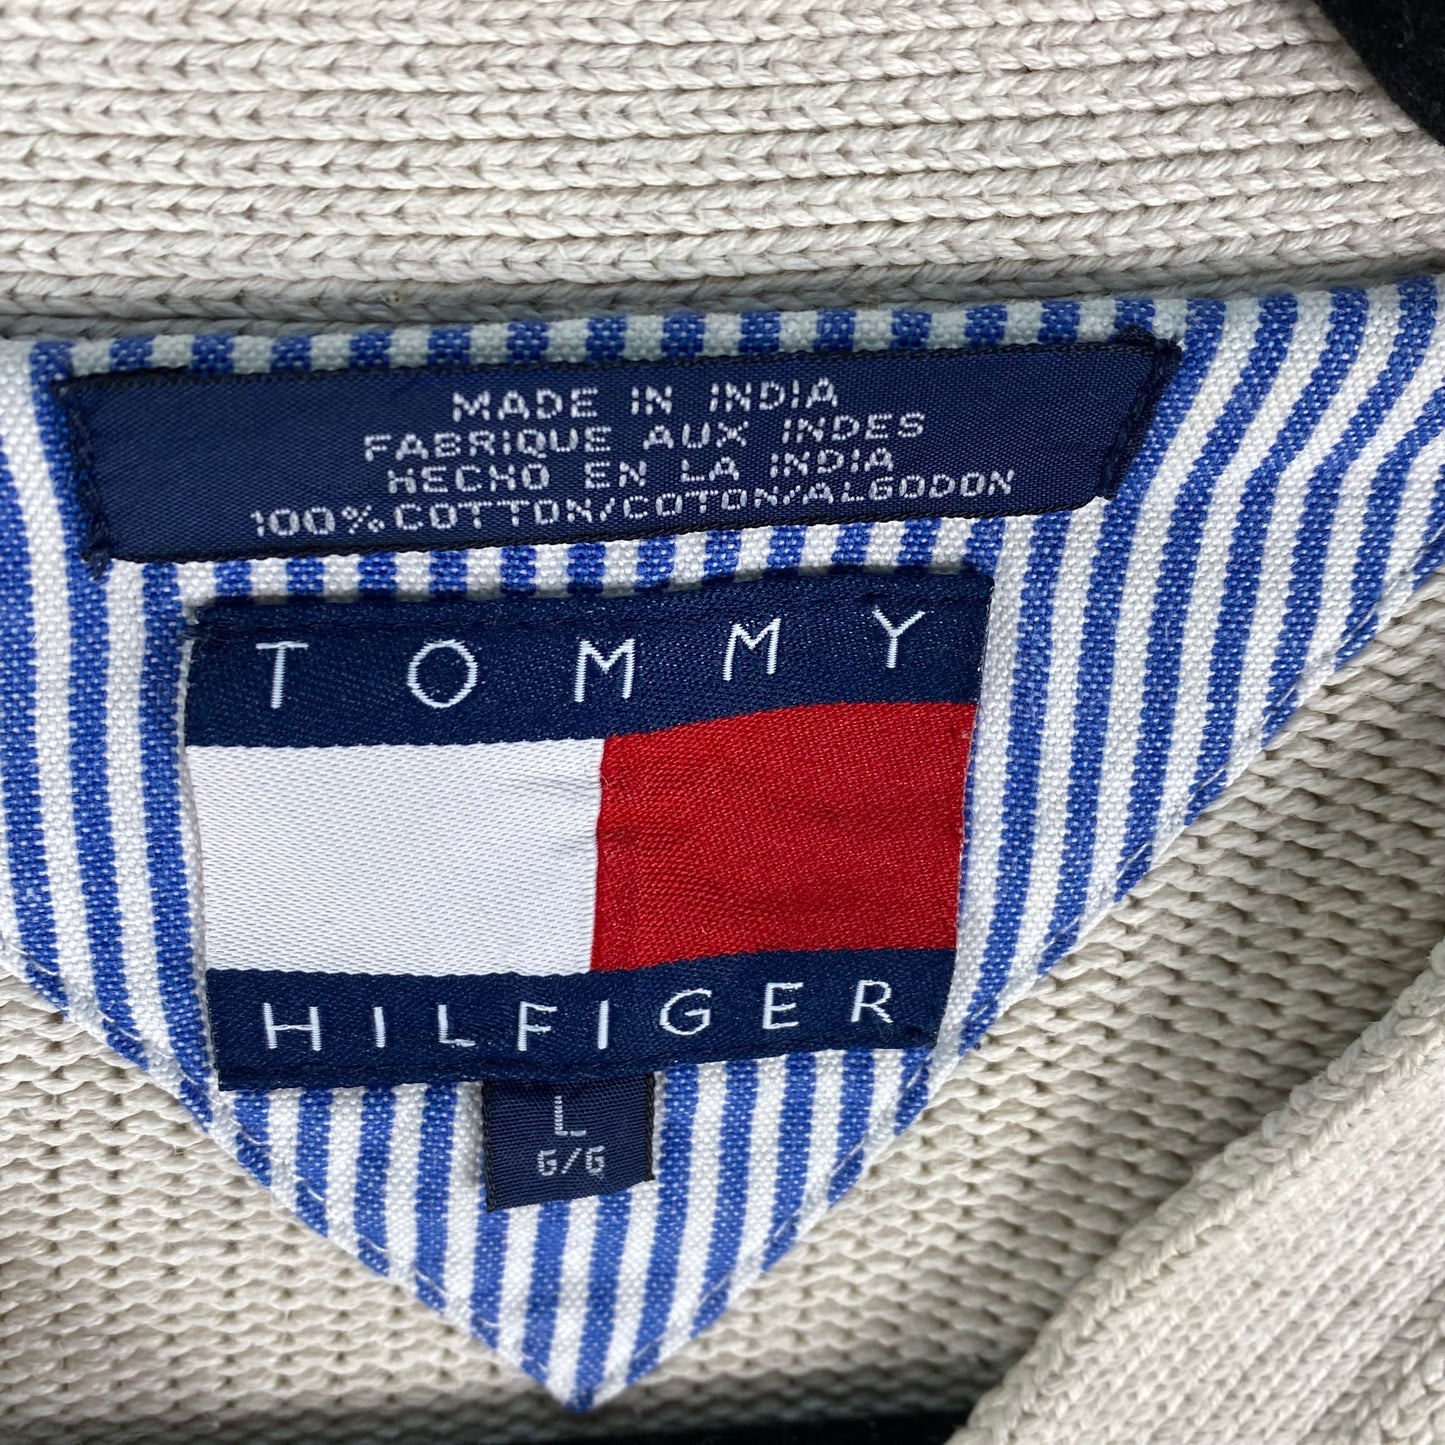 MADE IN INDIA
FABRIQUE AUX INDES
HECHO EN LA INDIA
100% COTTON/COTON/ALGODON
TOMMY
HILFIGER
L
G/G